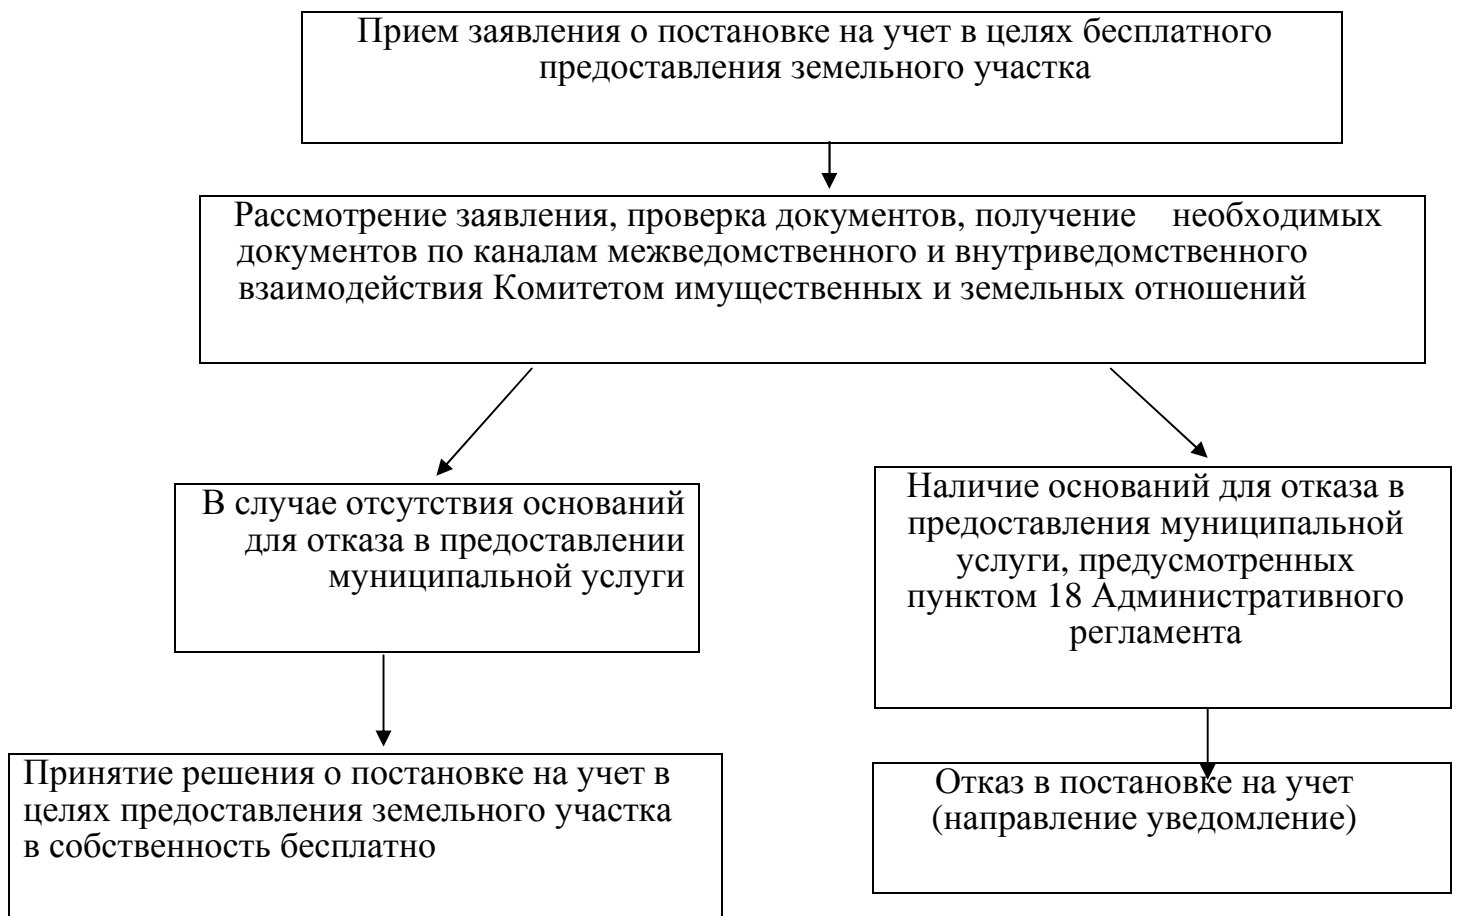 Прием заявления о постановке на учет в целях бесплатного
предоставления земельного участка
Рассмотрение заявления, проверка документов, получение необходимых
документов по каналам межведомственного и внутриведомственного
взаимодействия Комитетом имущественных и земельных отношений
В случае отсутствия оснований
для отказа в предоставлении
муниципальной услуги
Наличие оснований для отказа в
предоставления муниципальной
услуги, предусмотренных
пунктом 18 Административного
регламента
Принятие решения о постановке на учет в
целях предоставления земельного участка
в собственность бесплатно
Отказ в постановке на учет
(направление уведомление)